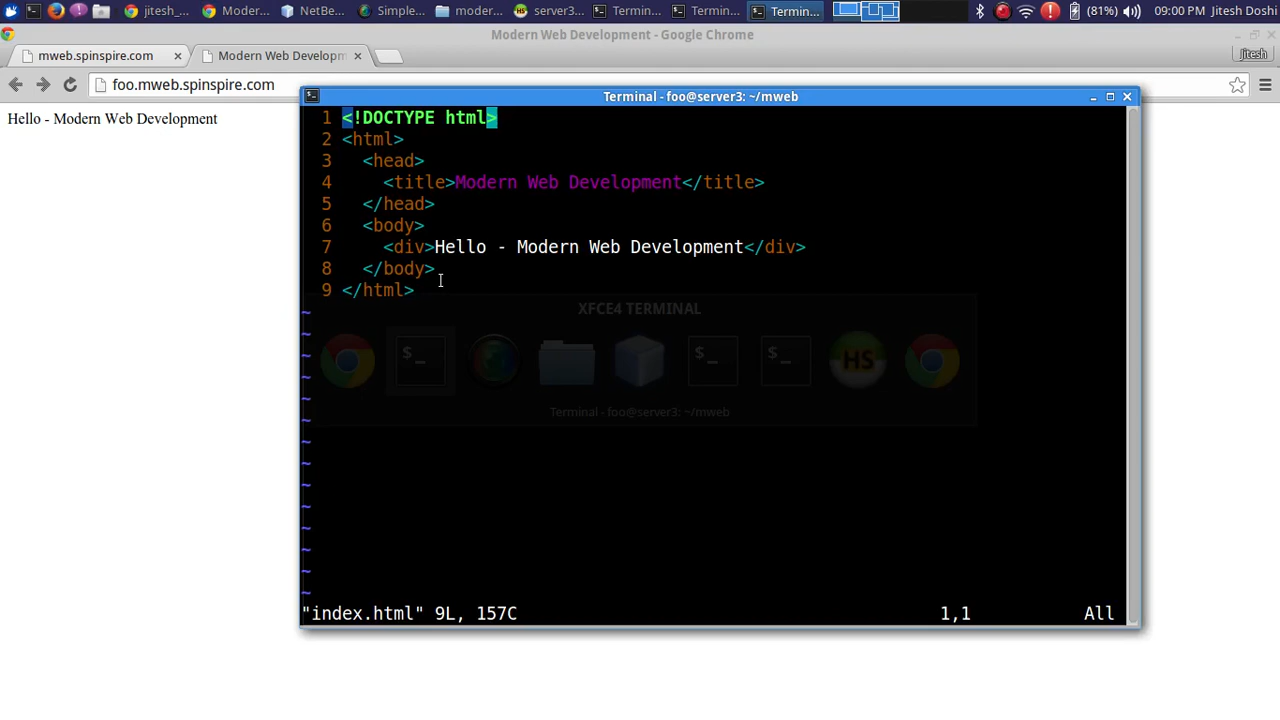 jitesh_... Moder... NetBe... Simple... moder... server3... Termin... Termin... Termin... (81%) 09:00 PM Jitesh Doshi
Modern Web Development - Google Chrome
mweb.spinspire.com Modern Web Developm Jitesh
foo.mweb.spinspire.com
Hello - Modern Web Development
Terminal - foo@server3: ~/mweb
1 <!DOCTYPE html>
2 <html>
3 <head>
4 <title>Modern Web Development</title>
5 </head>
6 <body>
7 <div>Hello - Modern Web Development</div>
8 </body>
9 </html>
~
~
~
~
~
~
~
~
~
~
~
~
~
~
XFCE4 TERMINAL
$_ $_ $_ HS
Terminal - foo@server3: ~/mweb
"index.html" 9L, 157C 1,1 All